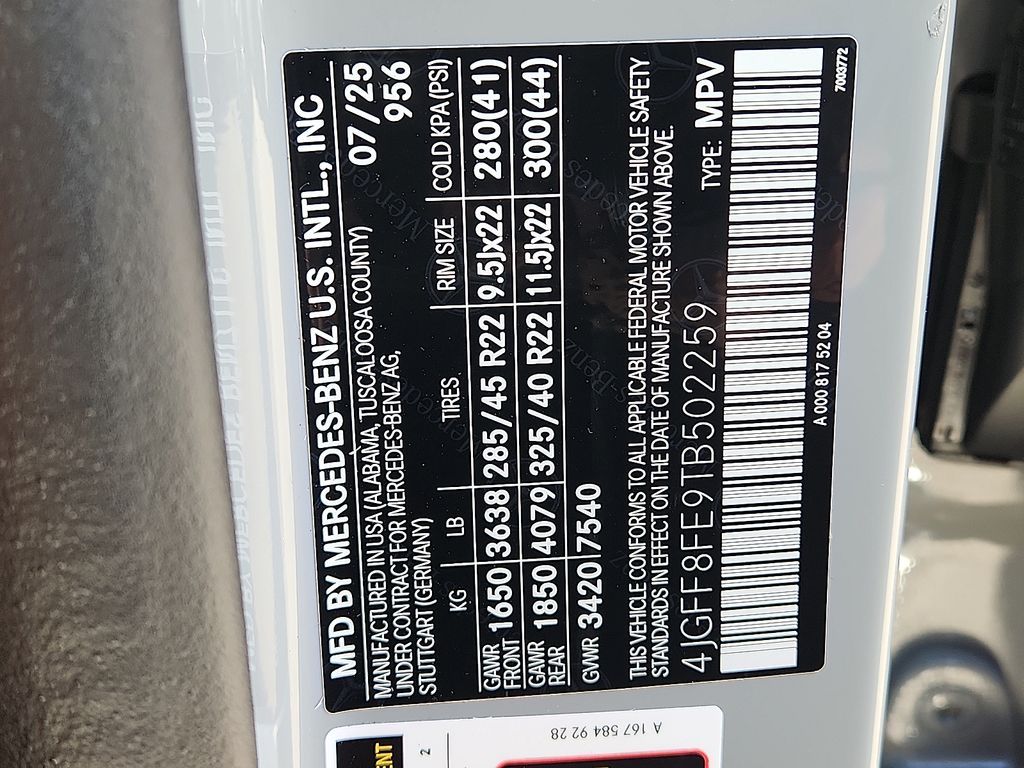 MFD BY MERCEDES-BENZ U.S. INTL., INC
MANUFACTURED IN USA (ALABAMA, TUSCALOOSA COUNTY) 07/25
UNDER CONTRACT FOR MERCEDES-BENZ AG, 956
STUTTGART (GERMANY)
KG LB TIRES RIM SIZE COLD KPA (PSI)
GAWR FRONT 1650 3638 285/45 R22 9.5Jx22 280(41)
GAWR REAR 1850 4079 325/40 R22 11.5Jx22 300(44)
GVWR 3420 7540
THIS VEHICLE CONFORMS TO ALL APPLICABLE FEDERAL MOTOR VEHICLE SAFETY
STANDARDS IN EFFECT ON THE DATE OF MANUFACTURE SHOWN ABOVE.
4JGFF8FE9TB502259 TYPE: MPV
A 000 817 52 04
7003772
A 167 584 92 28
2